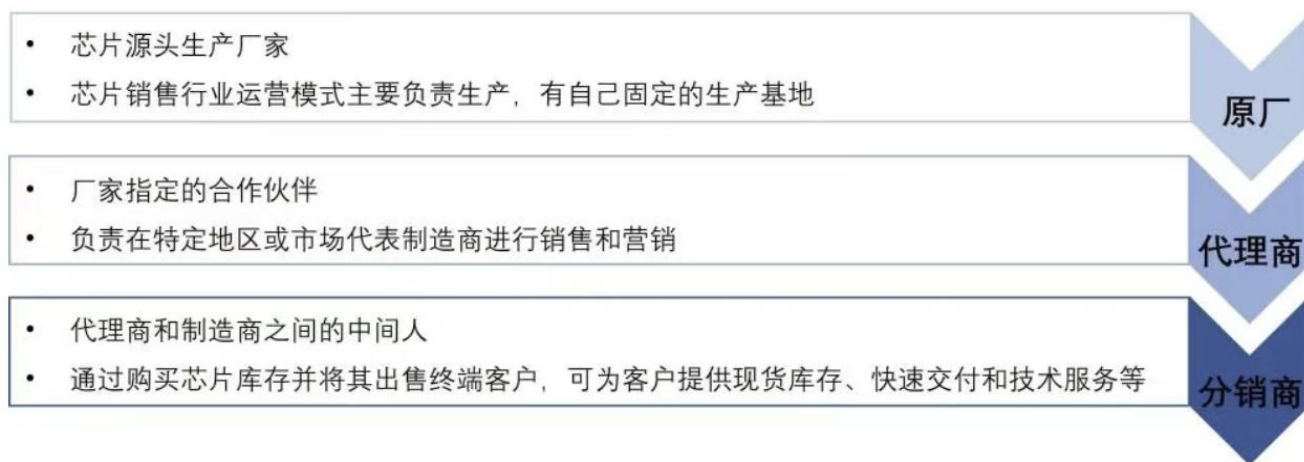 • 芯片源头生产厂家
• 芯片销售行业运营模式主要负责生产，有自己固定的生产基地
原厂
• 厂家指定的合作伙伴
• 负责在特定地区或市场代表制造商进行销售和营销
代理商
• 代理商和制造商之间的中间人
• 通过购买芯片库存并将其出售终端客户，可为客户提供现货库存、快速交付和技术服务等
分销商